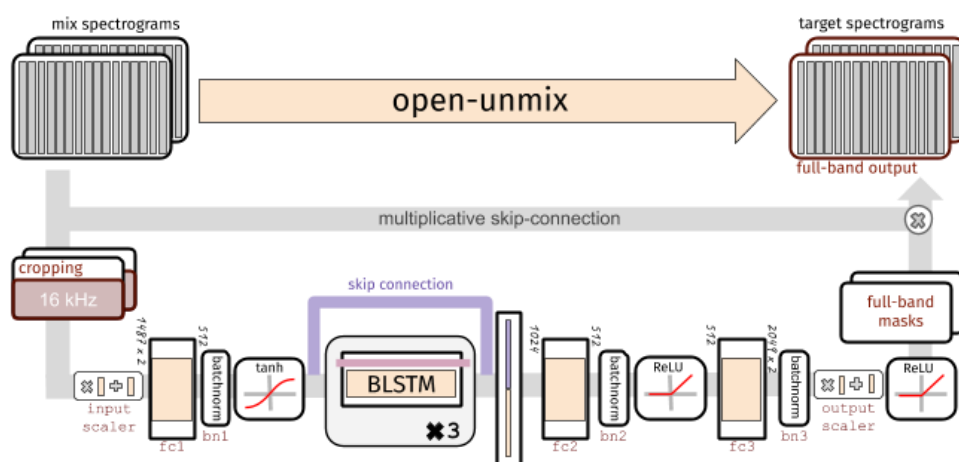 mix spectrograms
target spectrograms
open-unmix
full-band output
multiplicative skip-connection
cropping
16 kHz
skip connection
full-band
masks
1487 x 2
512
1024
512
512
2049 x 2
batchnorm
tanh
BLSTM
×3
batchnorm
ReLU
batchnorm
ReLU
input
scaler
fc1
bn1
fc2
bn2
fc3
bn3
output
scaler